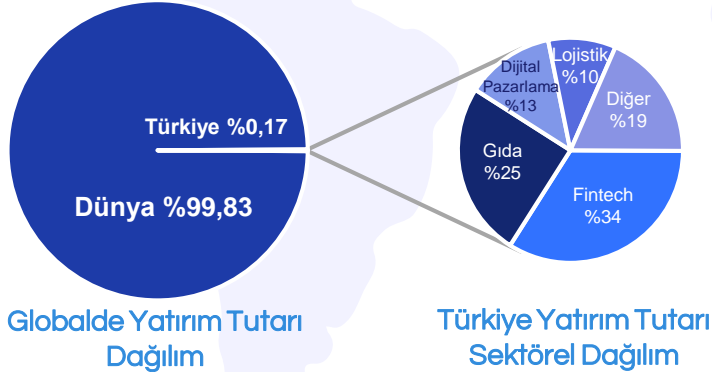 Türkiye %0,17
Dünya %99,83
Globalde Yatırım Tutarı
Dağılım
Dijital
Pazarlama
%13
Lojistik
%10
Diğer
%19
Gıda
%25
Fintech
%34
Türkiye Yatırım Tutarı
Sektörel Dağılım